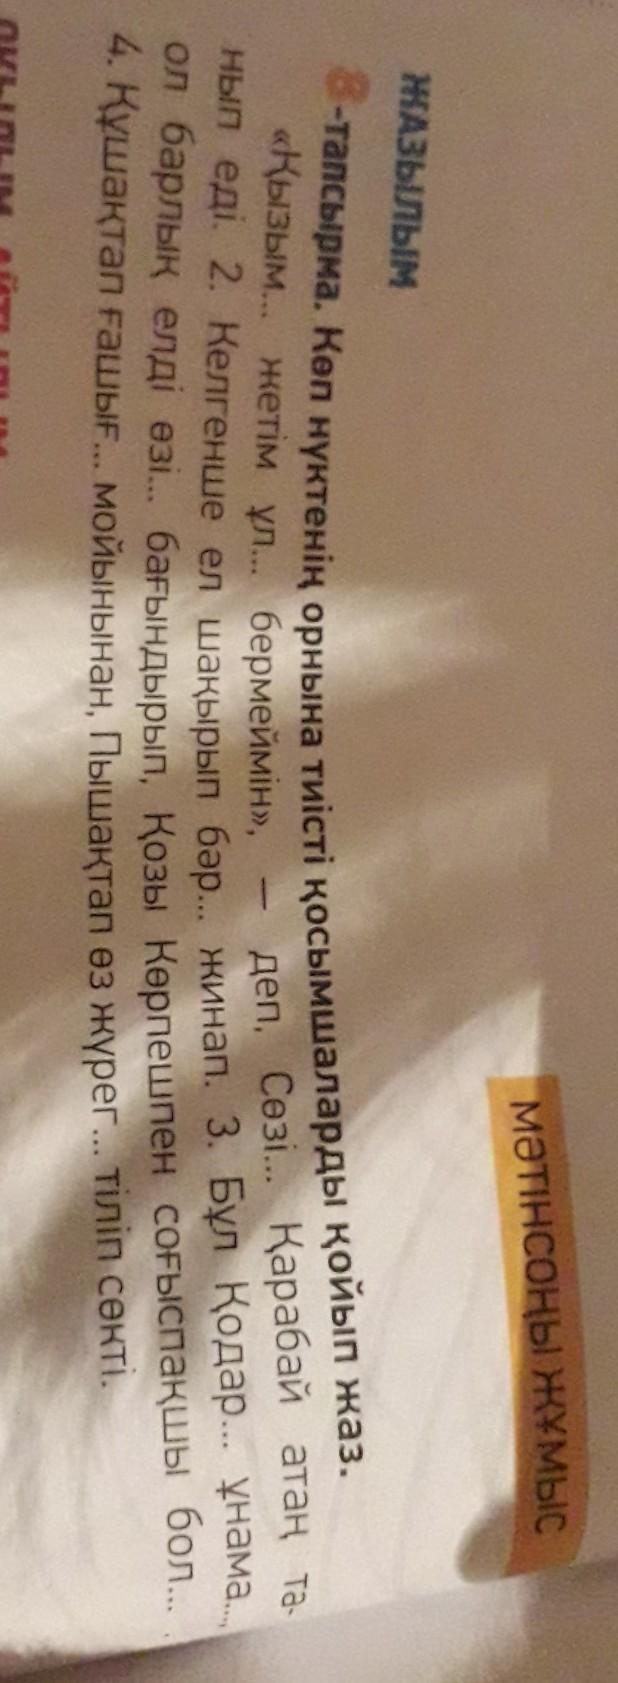 МӘТІНСОҢЫ ЖҰМЫС
ЖАЗЫЛЫМ
8-тапсырма. Көп нүктенің орнына тиісті қосымшаларды қойып жаз.
«Қызым... жетім ұл... бермеймін», — деп, Сөзі... Қарабай атаң та-
нып еді. 2. Келгенше ел шақырып бәр... жинап. 3. Бұл Қодар... ұнама...,
ол барлық елді өзі... бағындырып, Қозы Көрпешпен соғыспақшы бол... .
4. Құшақтап ғашығ... мойынынан, Пышақтап өз жүрег... тіліп сөкті.